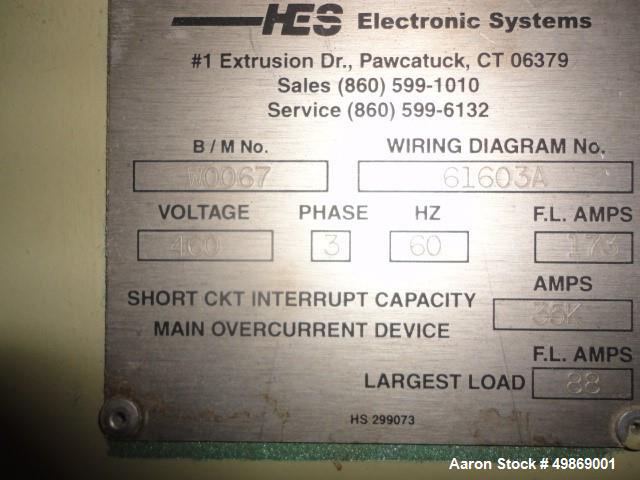 HES Electronic Systems
#1 Extrusion Dr., Pawcatuck, CT 06379
Sales (860) 599-1010
Service (860) 599-6132
B / M No. WIRING DIAGRAM No.
W0067 61603A
VOLTAGE PHASE HZ F.L. AMPS
460 3 60 173
AMPS
SHORT CKT INTERRUPT CAPACITY
MAIN OVERCURRENT DEVICE
F.L. AMPS
LARGEST LOAD 88
HS 299073
Aaron Stock # 49869001